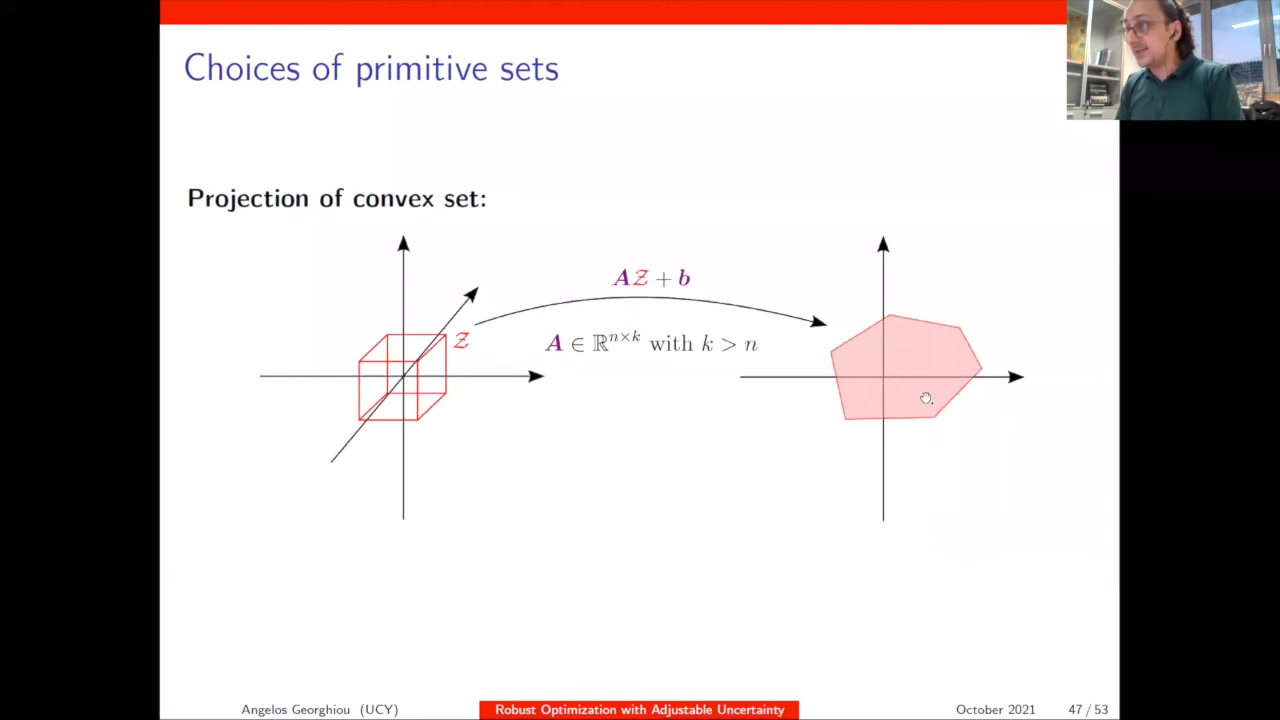 Choices of primitive sets
Projection of convex set:
A𝒵 + b
𝒵
A ∈ ℝⁿˣᵏ with k > n
Angelos Georghiou (UCY)
Robust Optimization with Adjustable Uncertainty
October 2021
47 / 53